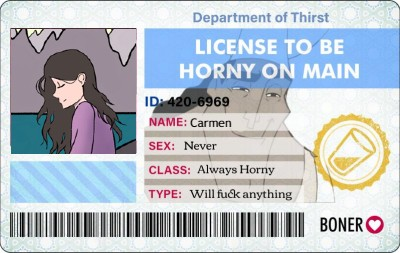 Department of Thirst
LICENSE TO BE
HORNY ON MAIN
ID: 420-6969
NAME: Carmen
SEX: Never
CLASS: Always Horny
TYPE: Will fuck anything
BONER